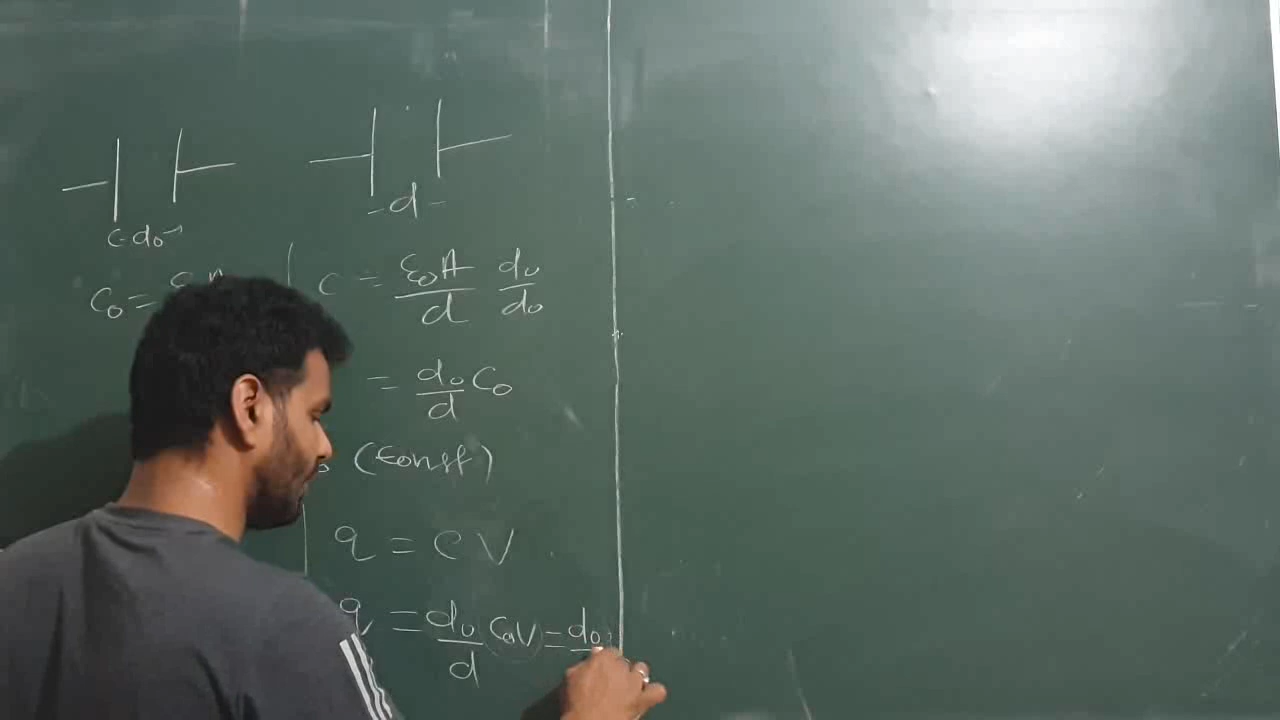 -d-
←d₀→
C₀ =
C = ε₀A/d d₀/d₀
= d₀/d C₀
(const)
q = CV
q = d₀/d C₀V = d₀